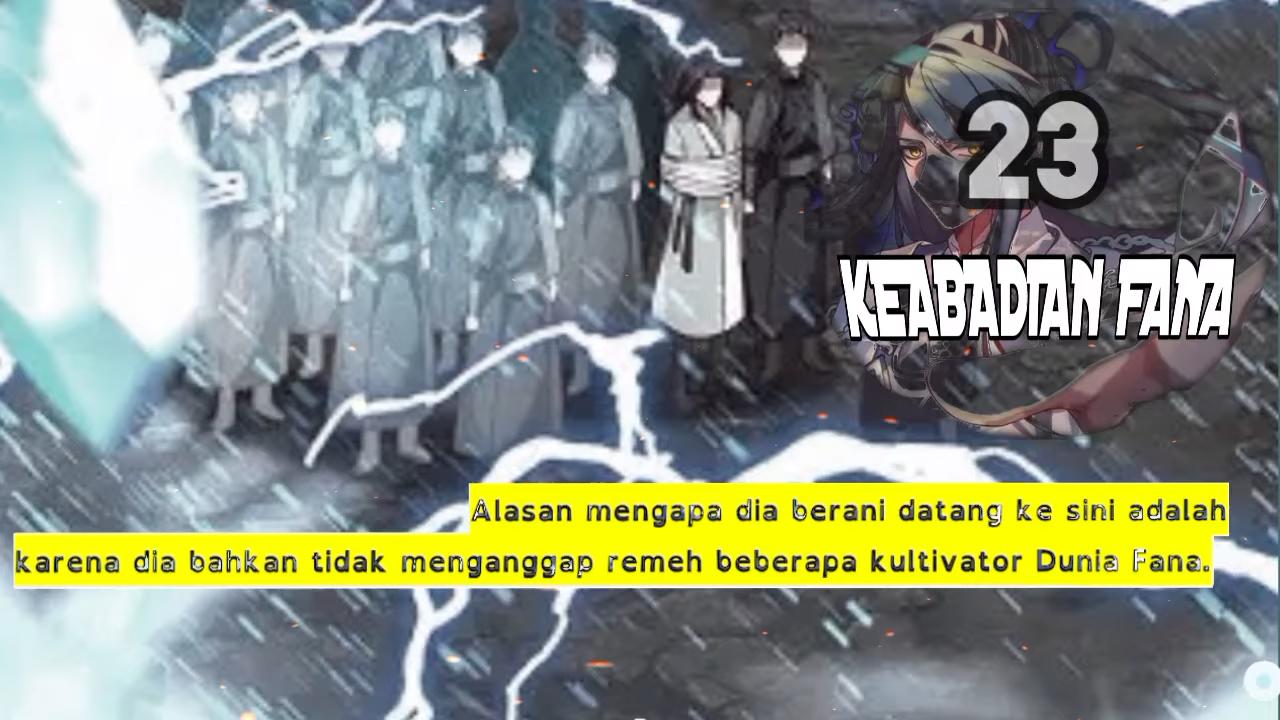 23
KEABADIAN FANA
Alasan mengapa dia berani datang ke sini adalah
karena dia bahkan tidak menganggap remeh beberapa kultivator Dunia Fana.